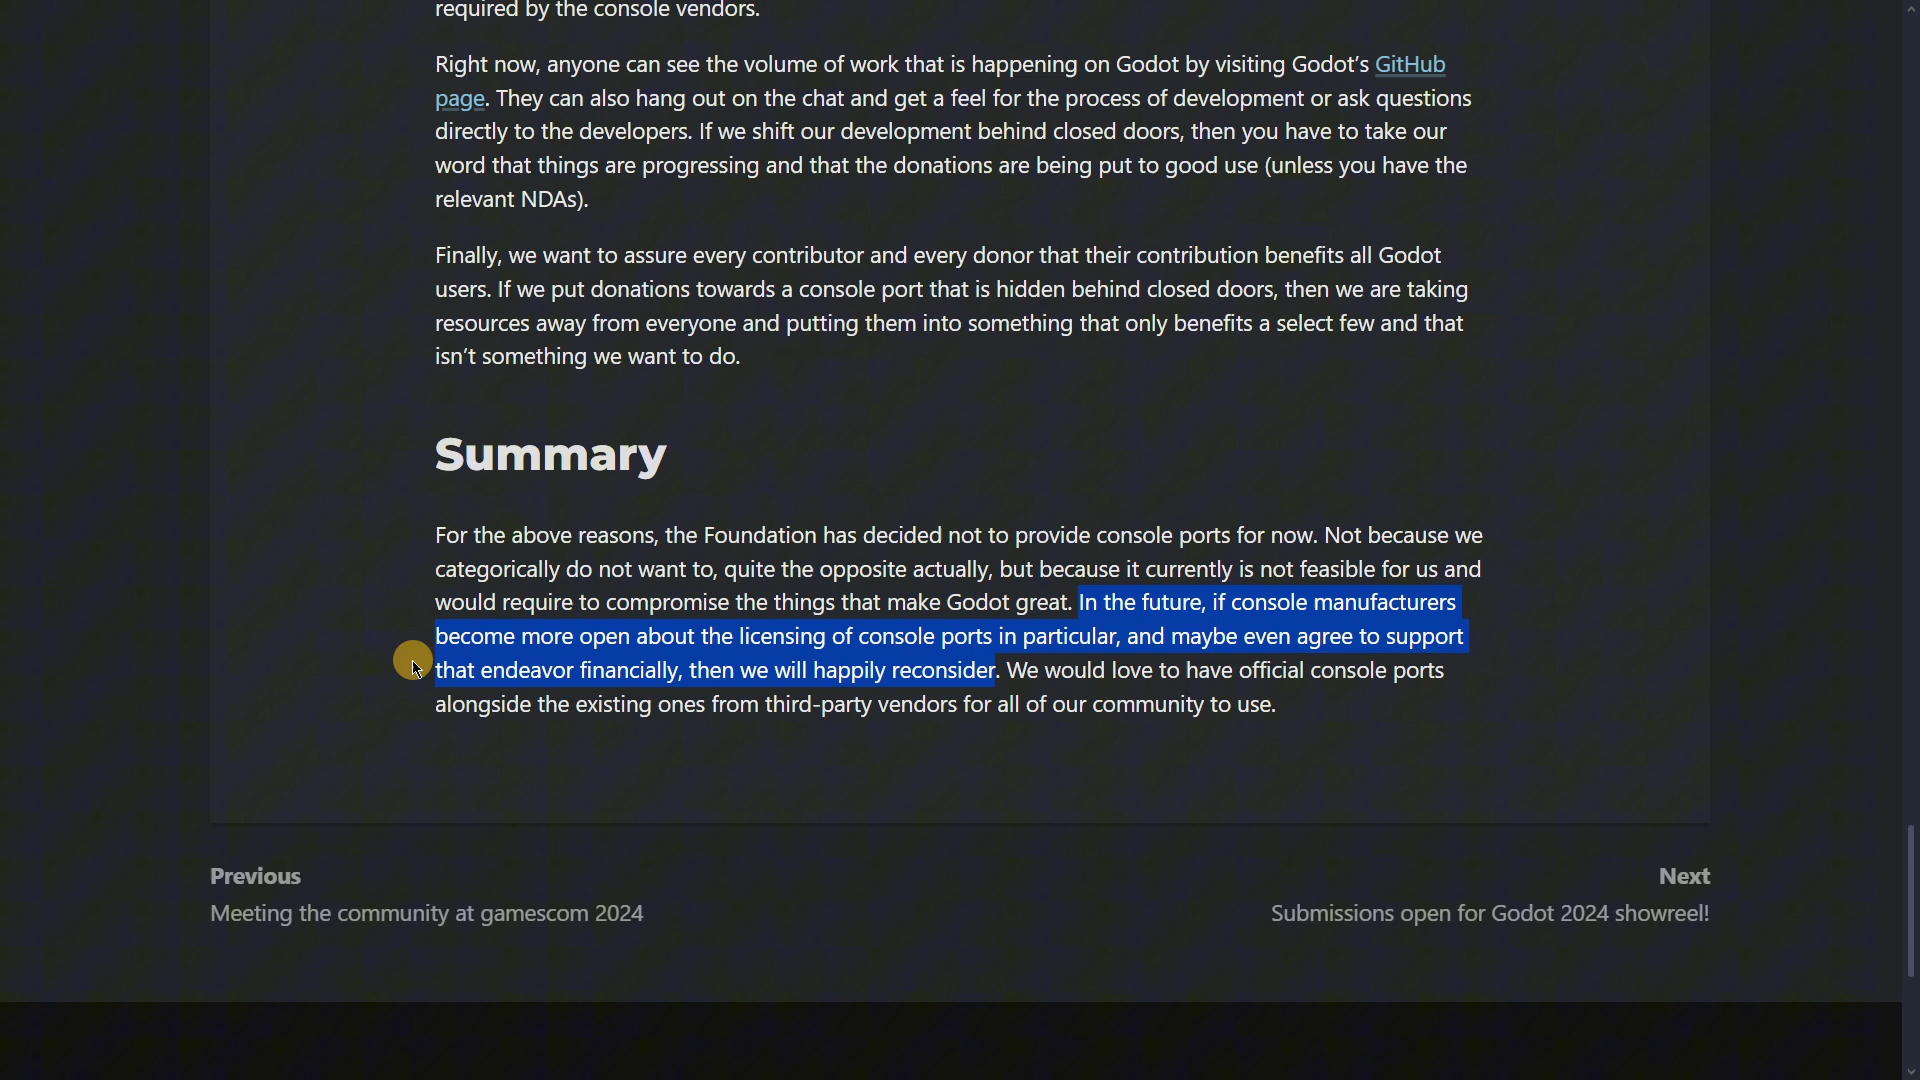 required by the console vendors.
Right now, anyone can see the volume of work that is happening on Godot by visiting Godot’s GitHub
page. They can also hang out on the chat and get a feel for the process of development or ask questions
directly to the developers. If we shift our development behind closed doors, then you have to take our
word that things are progressing and that the donations are being put to good use (unless you have the
relevant NDAs).
Finally, we want to assure every contributor and every donor that their contribution benefits all Godot
users. If we put donations towards a console port that is hidden behind closed doors, then we are taking
resources away from everyone and putting them into something that only benefits a select few and that
isn’t something we want to do.
Summary
For the above reasons, the Foundation has decided not to provide console ports for now. Not because we
categorically do not want to, quite the opposite actually, but because it currently is not feasible for us and
would require to compromise the things that make Godot great. In the future, if console manufacturers
become more open about the licensing of console ports in particular, and maybe even agree to support
that endeavor financially, then we will happily reconsider. We would love to have official console ports
alongside the existing ones from third-party vendors for all of our community to use.
Previous
Meeting the community at gamescom 2024
Next
Submissions open for Godot 2024 showreel!